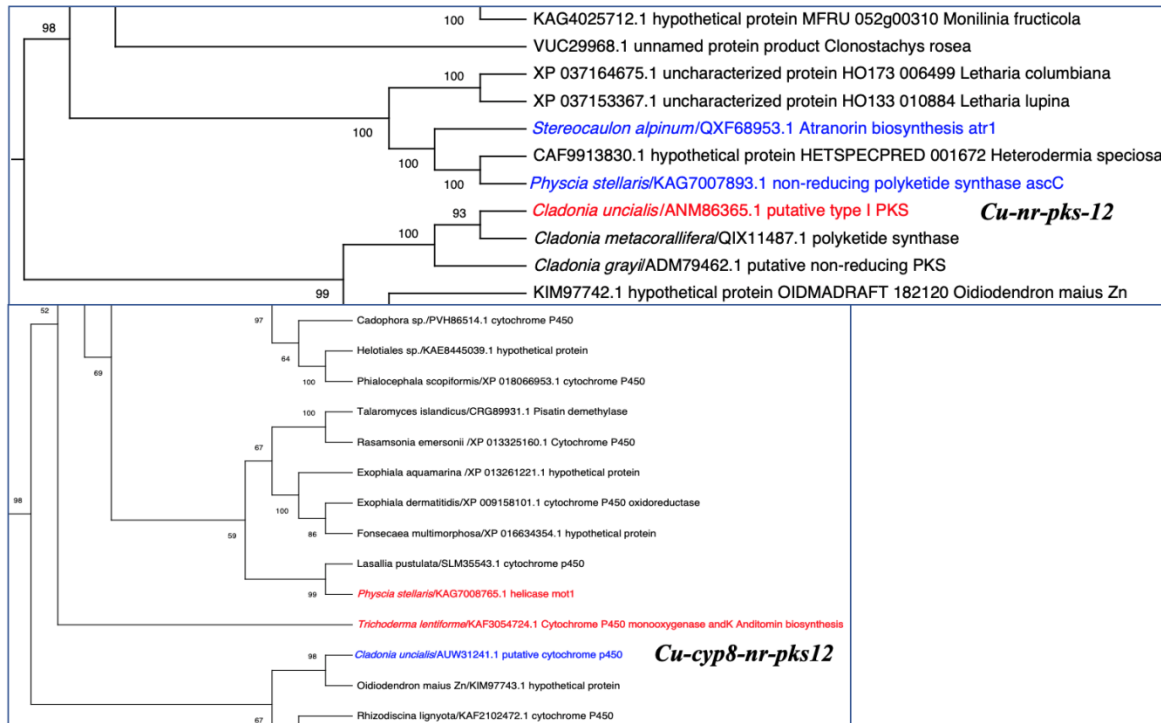 98
100
KAG4025712.1 hypothetical protein MFRU 052g00310 Monilinia fructicola
VUC29968.1 unnamed protein product Clonostachys rosea
100
XP 037164675.1 uncharacterized protein HO173 006499 Letharia columbiana
XP 037153367.1 uncharacterized protein HO133 010884 Letharia lupina
100
Stereocaulon alpinum/QXF68953.1 Atranorin biosynthesis atr1
100
CAF9913830.1 hypothetical protein HETSPECPRED 001672 Heterodermia speciosa
100
Physcia stellaris/KAG7007893.1 non-reducing polyketide synthase ascC
93
Cladonia uncialis/ANM86365.1 putative type I PKS Cu-nr-pks-12
100
Cladonia metacorallifera/QIX11487.1 polyketide synthase
Cladonia grayi/ADM79462.1 putative non-reducing PKS
99
KIM97742.1 hypothetical protein OIDMADRAFT 182120 Oidiodendron maius Zn
52
97
Cadophora sp./PVH86514.1 cytochrome P450
Helotiales sp./KAE8445039.1 hypothetical protein
64
69
100
Phialocephala scopiformis/XP 018066953.1 cytochrome P450
100
Talaromyces islandicus/CRG89931.1 Pisatin demethylase
67
Rasamsonia emersonii /XP 013325160.1 Cytochrome P450
Exophiala aquamarina /XP 013261221.1 hypothetical protein
98
Exophiala dermatitidis/XP 009158101.1 cytochrome P450 oxidoreductase
100
59
86
Fonsecaea multimorphosa/XP 016634354.1 hypothetical protein
Lasallia pustulata/SLM35543.1 cytochrome p450
99
Physcia stellaris/KAG7008765.1 helicase mot1
Trichoderma lentiforme/KAF3054724.1 Cytochrome P450 monooxygenase andK Anditomin biosynthesis
98
Cladonia uncialis/AUW31241.1 putative cytochrome p450 Cu-cyp8-nr-pks12
Oidiodendron maius Zn/KIM97743.1 hypothetical protein
67
Rhizodiscina lignyota/KAF2102472.1 cytochrome P450